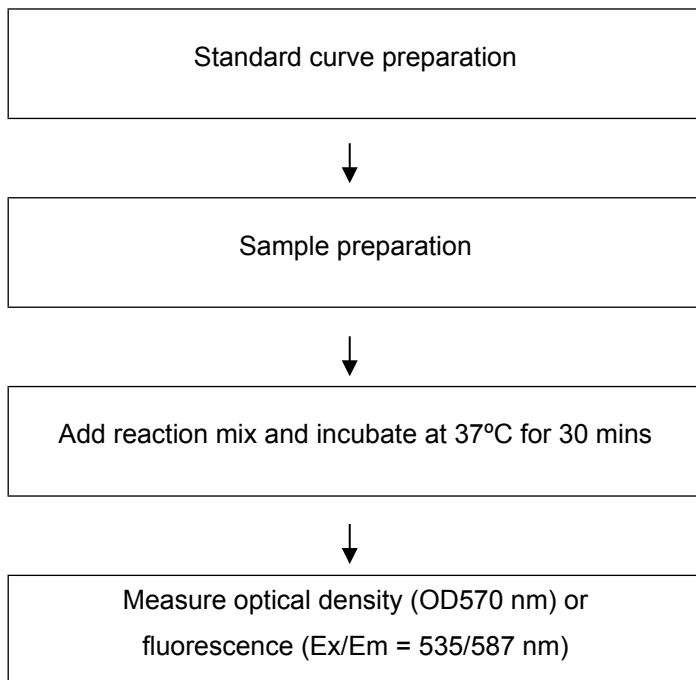 Standard curve preparation
Sample preparation
Add reaction mix and incubate at 37ºC for 30 mins
Measure optical density (OD570 nm) or
fluorescence (Ex/Em = 535/587 nm)